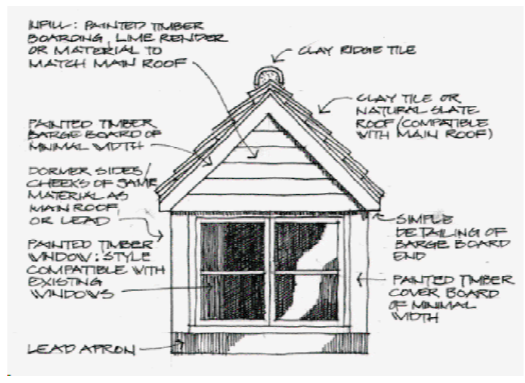 INFILL: PAINTED TIMBER
BOARDING, LIME RENDER
OR MATERIAL TO
MATCH MAIN ROOF
CLAY RIDGE TILE
CLAY TILE OR
NATURAL SLATE
ROOF (COMPATIBLE
WITH MAIN ROOF)
PAINTED TIMBER
BARGE BOARD OF
MINIMAL WIDTH
DORMER SIDES/
CHEEKS OF SAME
MATERIAL AS
MAIN ROOF
OR LEAD
PAINTED TIMBER
WINDOW; STYLE
COMPATIBLE WITH
EXISTING
WINDOWS
SIMPLE
DETAILING OF
BARGE BOARD
END
PAINTED TIMBER
COVER BOARD
OF MINIMAL
WIDTH
LEAD APRON